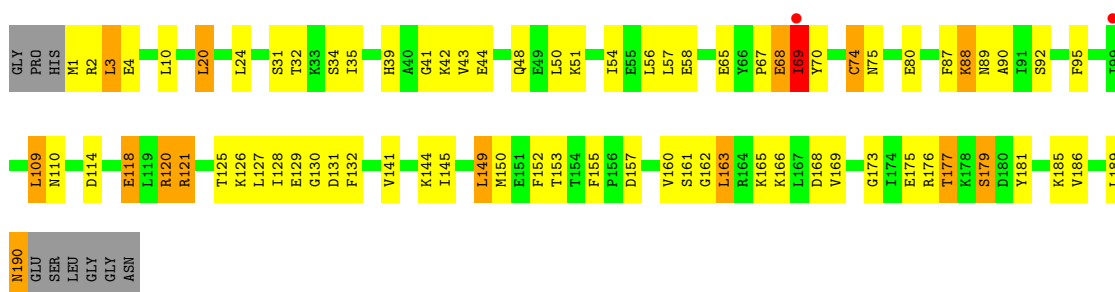 GLY PRO HIS M1 R2 L3 E4 L10 L20 L24 S31 T32 K33 S34 I35 H39 A40 G41 K42 V43 E44 Q48 E49 L50 K51 I54 E55 L56 L57 E58 E65 Y66 P67 E68 I69 Y70 C74 N75 E80 F87 K88 N89 A90 I91 S92 F95
L109 N110 D114 E118 L119 R120 R121 T125 K126 L127 I128 E129 G130 D131 F132 V141 K144 I145 L149 M150 E151 F152 T153 T154 F155 P156 D157 V160 S161 G162 L163 R164 K165 K166 L167 D168 V169 G173 I174 E175 R176 T177 K178 S179 D180 Y181 K185 V186
N190 GLU SER LEU GLY GLY ASN